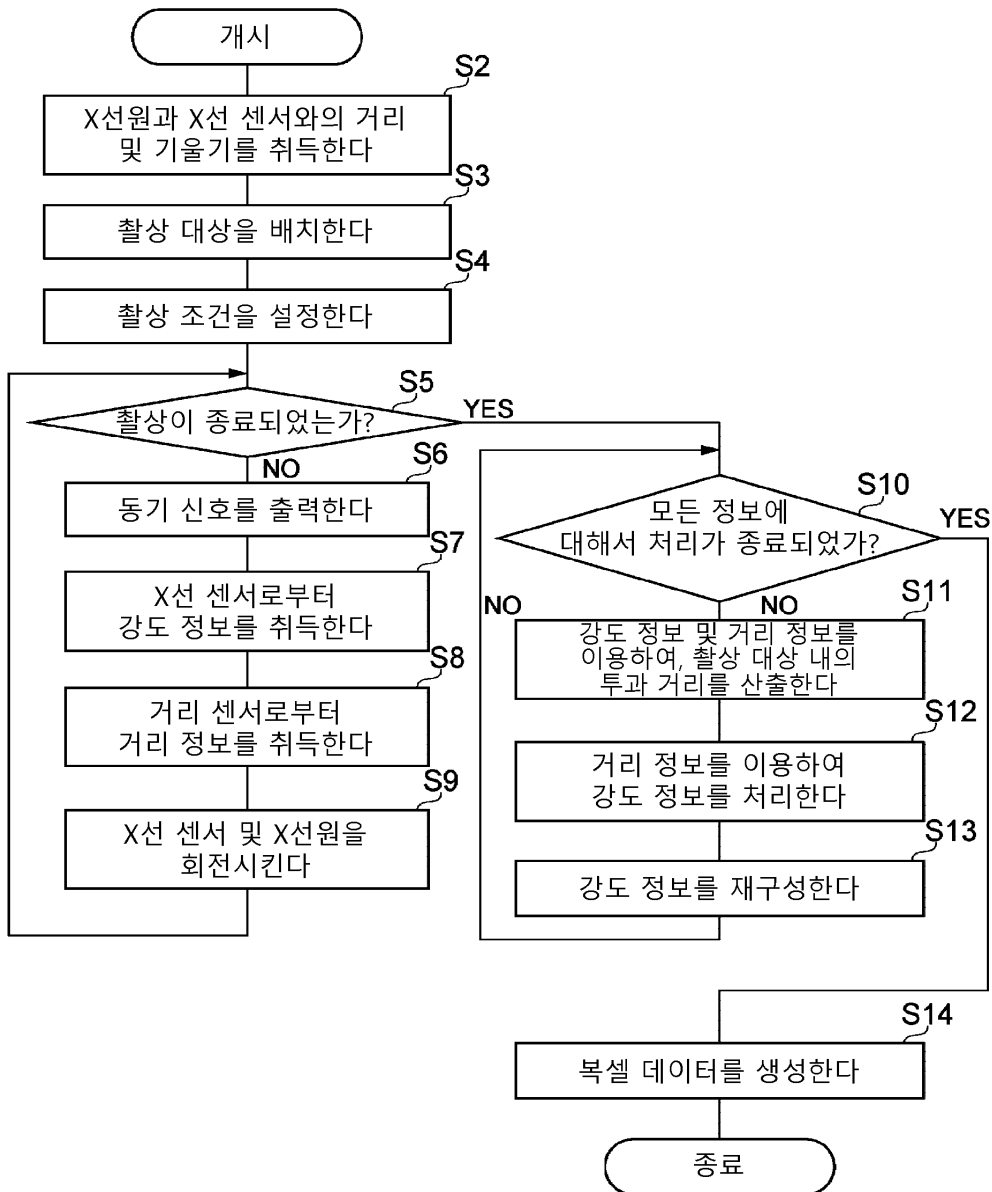 개시
S2
X선원과 X선 센서와의 거리
및 기울기를 취득한다
S3
촬상 대상을 배치한다
S4
촬상 조건을 설정한다
S5
촬상이 종료되었는가?
YES
NO
S6
동기 신호를 출력한다
S7
X선 센서로부터
강도 정보를 취득한다
S8
거리 센서로부터
거리 정보를 취득한다
S9
X선 센서 및 X선원을
회전시킨다
S10
모든 정보에
대해서 처리가 종료되었가?
YES
NO
NO
S11
강도 정보 및 거리 정보를
이용하여, 촬상 대상 내의
투과 거리를 산출한다
S12
거리 정보를 이용하여
강도 정보를 처리한다
S13
강도 정보를 재구성한다
S14
복셀 데이터를 생성한다
종료